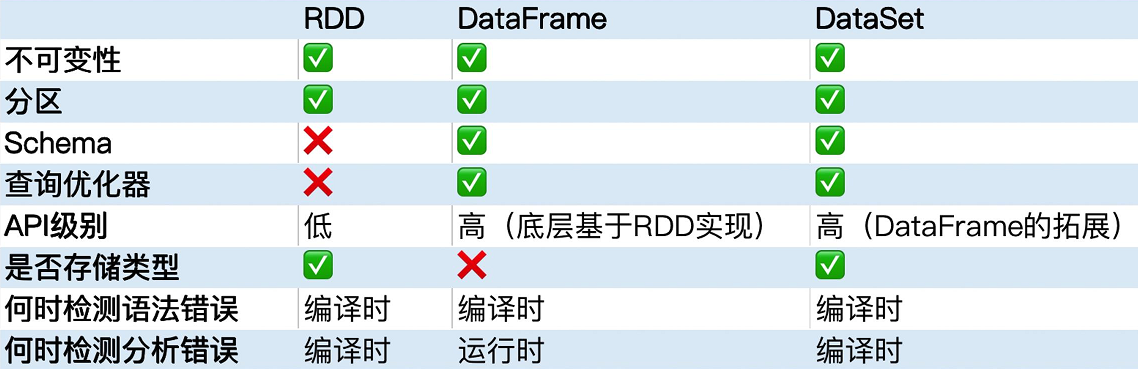 RDD DataFrame DataSet
不可变性 ✅ ✅ ✅
分区 ✅ ✅ ✅
Schema ❌ ✅ ✅
查询优化器 ❌ ✅ ✅
API级别 低 高（底层基于RDD实现） 高（DataFrame的拓展）
是否存储类型 ✅ ❌ ✅
何时检测语法错误 编译时 编译时 编译时
何时检测分析错误 编译时 运行时 编译时